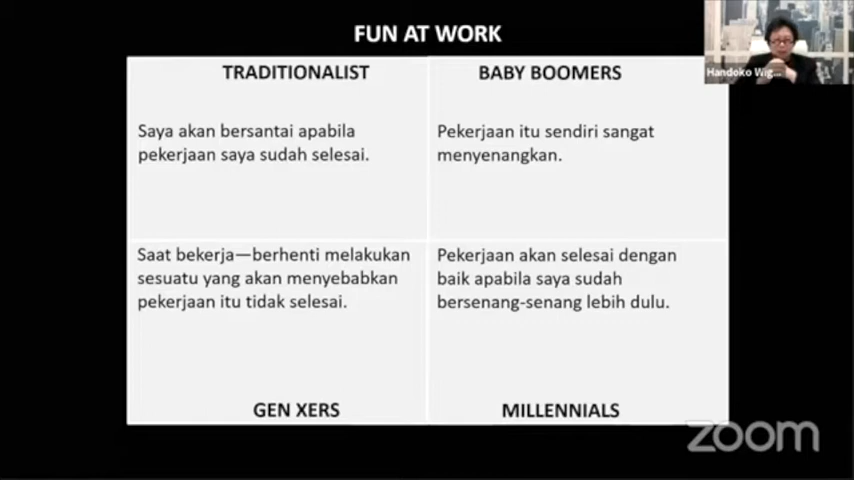 FUN AT WORK
Handoko Wig...
TRADITIONALIST
Saya akan bersantai apabila
pekerjaan saya sudah selesai.
BABY BOOMERS
Pekerjaan itu sendiri sangat
menyenangkan.
Saat bekerja—berhenti melakukan
sesuatu yang akan menyebabkan
pekerjaan itu tidak selesai.
GEN XERS
Pekerjaan akan selesai dengan
baik apabila saya sudah
bersenang-senang lebih dulu.
MILLENNIALS
zoom